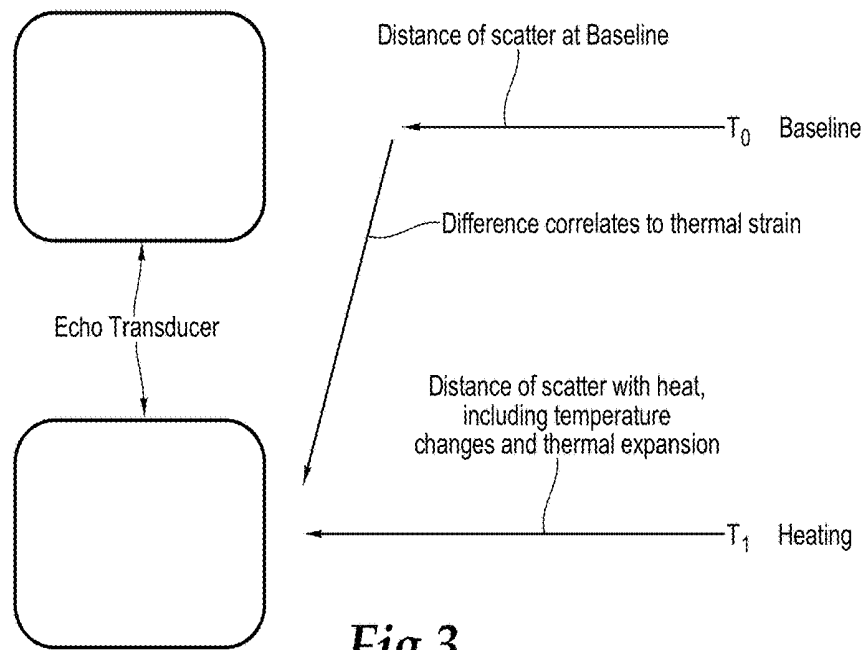 Distance of scatter at Baseline
T₀ Baseline
Difference correlates to thermal strain
Echo Transducer
Distance of scatter with heat,
including temperature
changes and thermal expansion
T₁ Heating
Fig 3